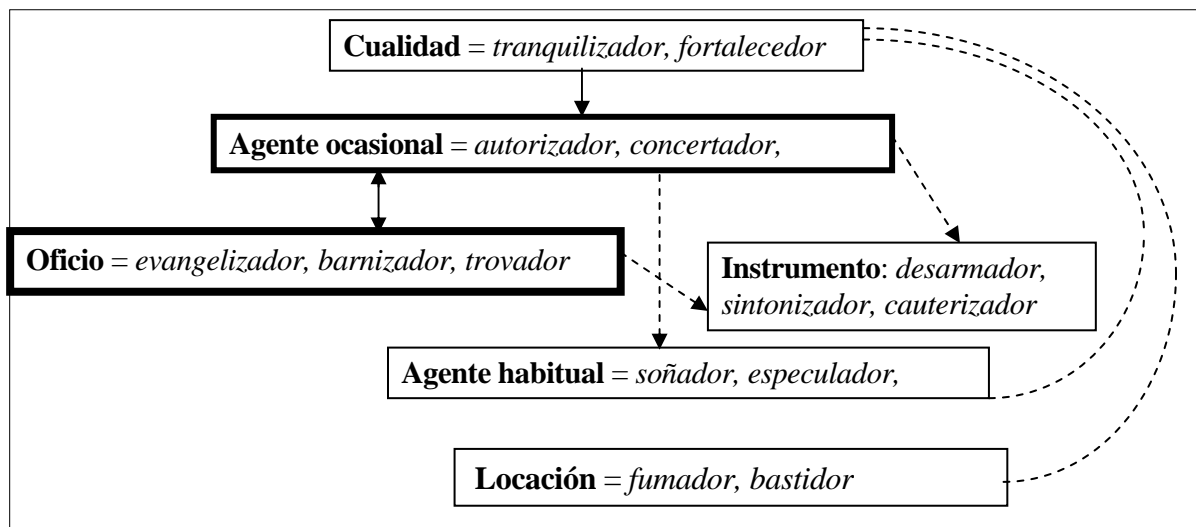 Cualidad = tranquilizador, fortalecedor
Agente ocasional = autorizador, concertador,
Oficio = evangelizador, barnizador, trovador
Instrumento: desarmador,
sintonizador, cauterizador
Agente habitual = soñador, especulador,
Locación = fumador, bastidor